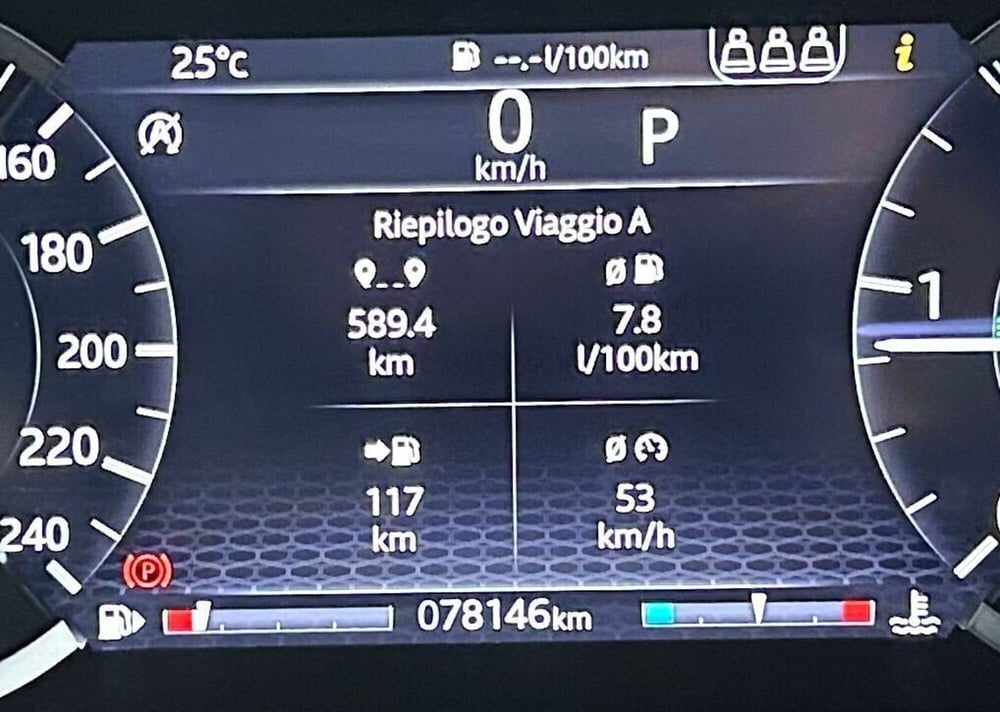 25°C --.-l/100km i
0 P
km/h
160
180
200
220
240
Riepilogo Viaggio A
589.4
km
Ø
7.8
l/100km
1
117
km
Ø
53
km/h
P
078146km